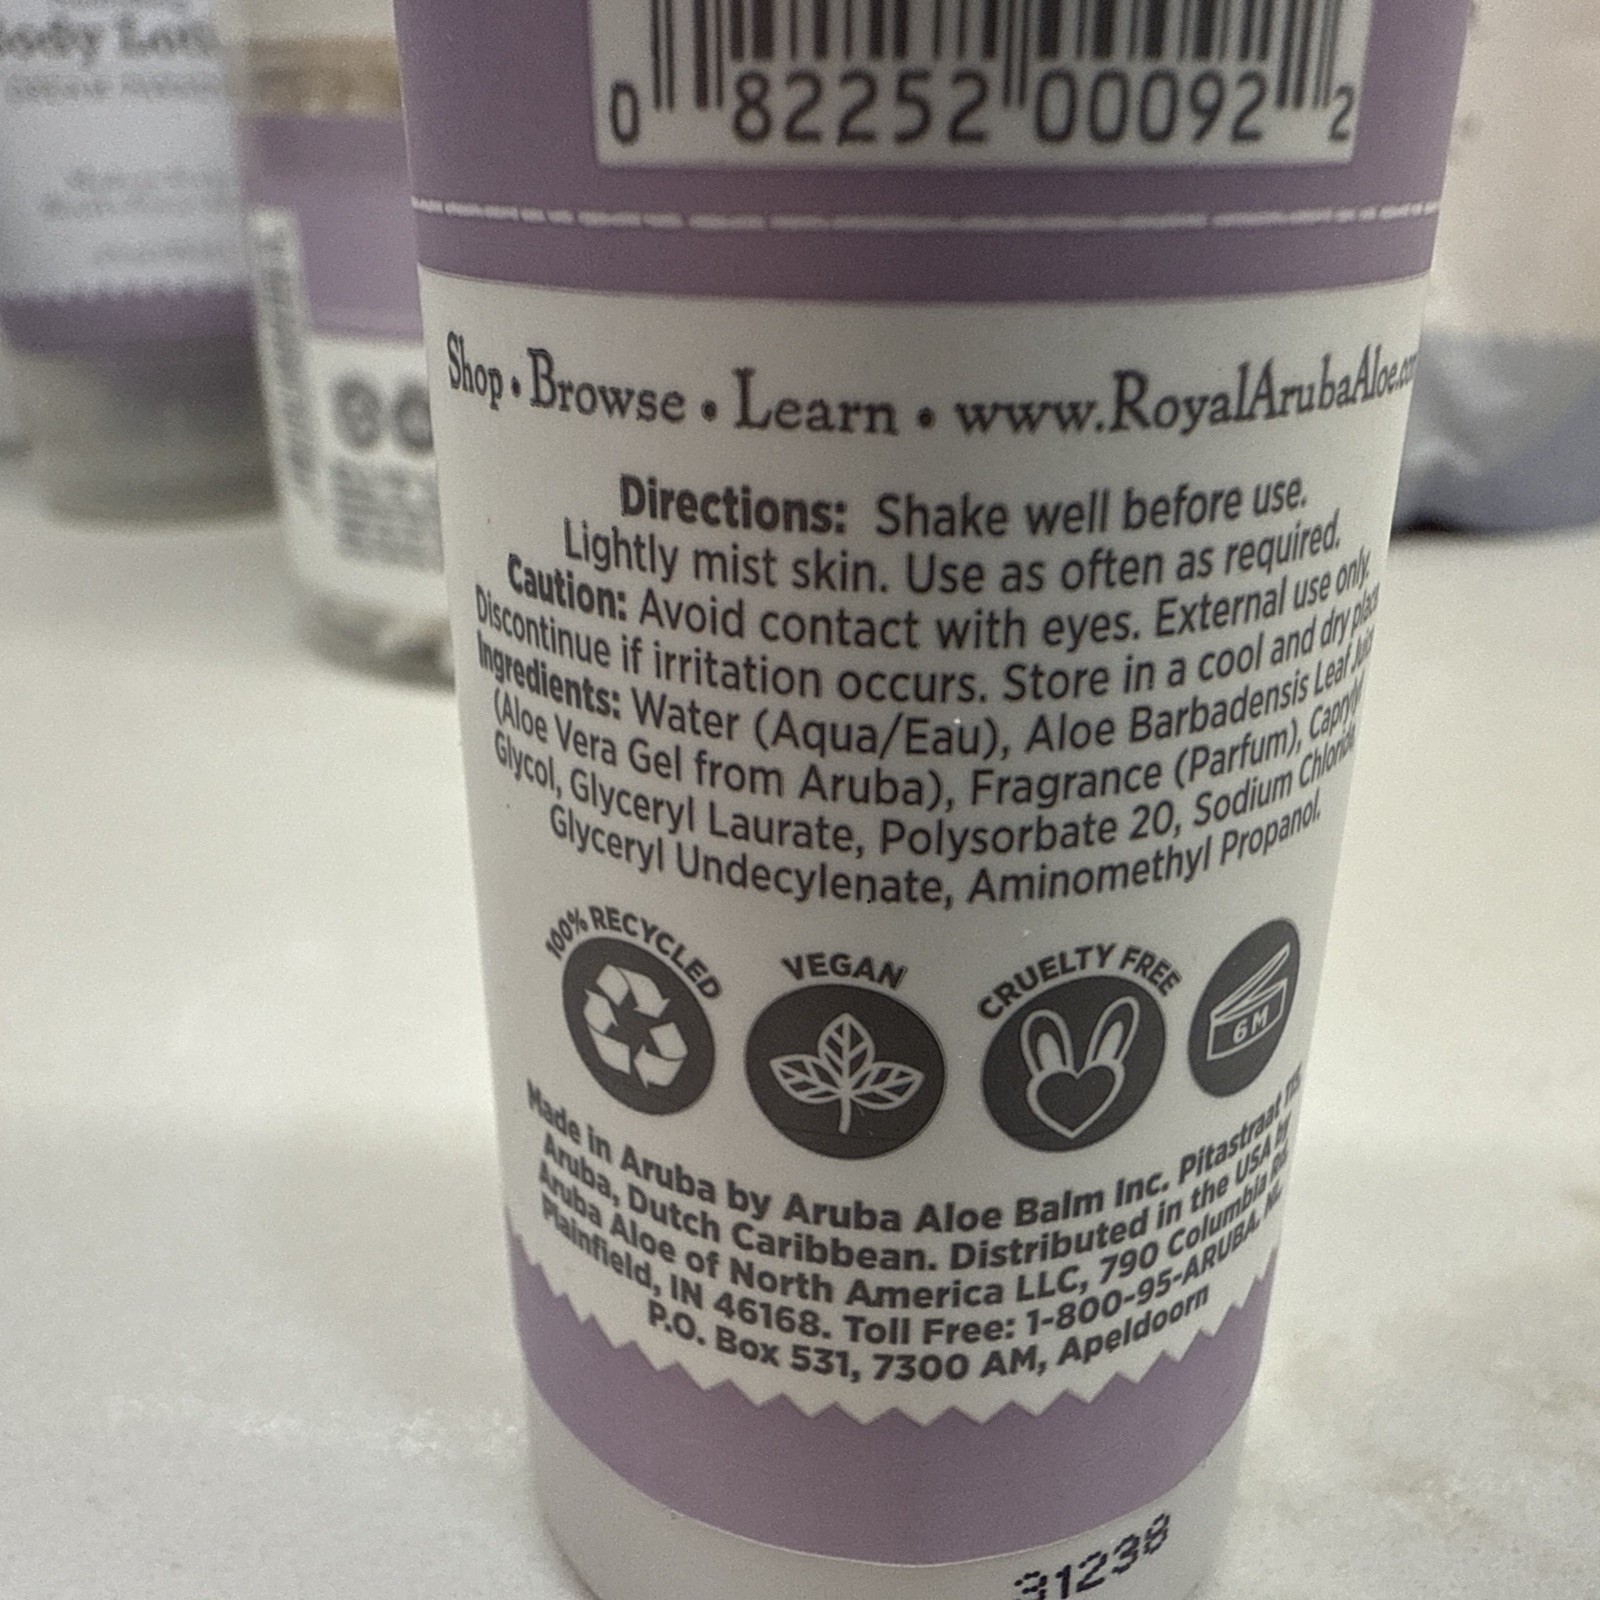 Body
0 82252 00092 2
Shop • Browse • Learn • www.RoyalArubaAloe.com
Directions: Shake well before use.
Lightly mist skin. Use as often as required.
Caution: Avoid contact with eyes. External use only.
Discontinue if irritation occurs. Store in a cool and dry place
Ingredients: Water (Aqua/Eau), Aloe Barbadensis Leaf Juice
(Aloe Vera Gel from Aruba), Fragrance (Parfum), Caprylyl
Glycol, Glyceryl Laurate, Polysorbate 20, Sodium Chloride,
Glyceryl Undecylenate, Aminomethyl Propanol.
100% RECYCLED
VEGAN
CRUELTY FREE
6 M
Made in Aruba by Aruba Aloe Balm Inc. Pitastraat 115,
Aruba, Dutch Caribbean. Distributed in the USA by
Aruba Aloe of North America LLC, 790 Columbia Rd.
Plainfield, IN 46168. Toll Free: 1-800-95-ARUBA. NL
P.O. Box 531, 7300 AM, Apeldoorn
31238